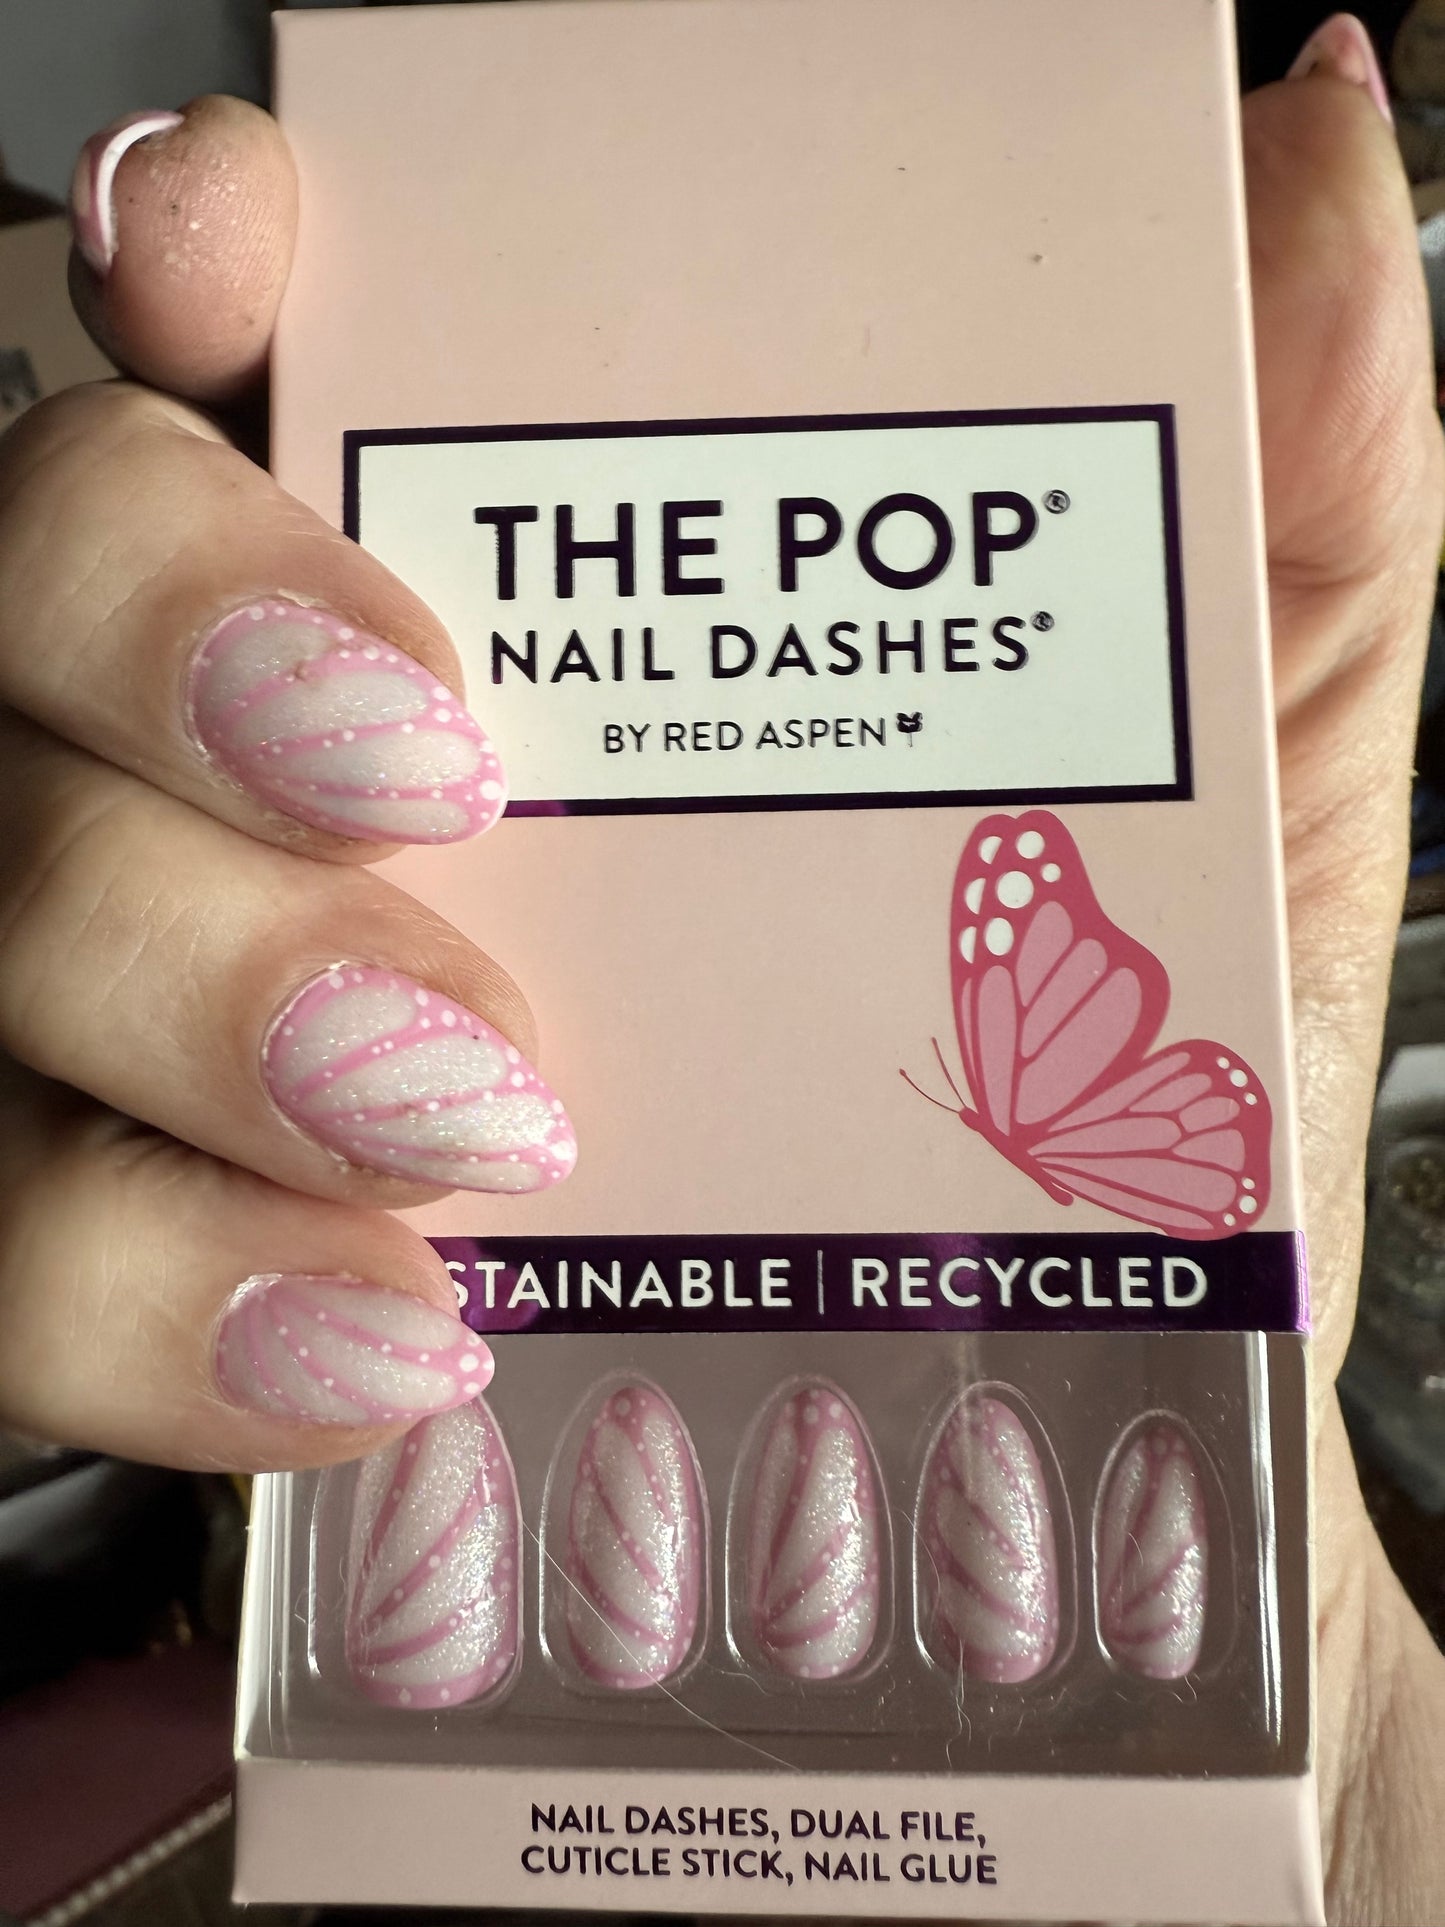 THE POP®
NAIL DASHES®
BY RED ASPEN
STAINABLE | RECYCLED
NAIL DASHES, DUAL FILE,
CUTICLE STICK, NAIL GLUE